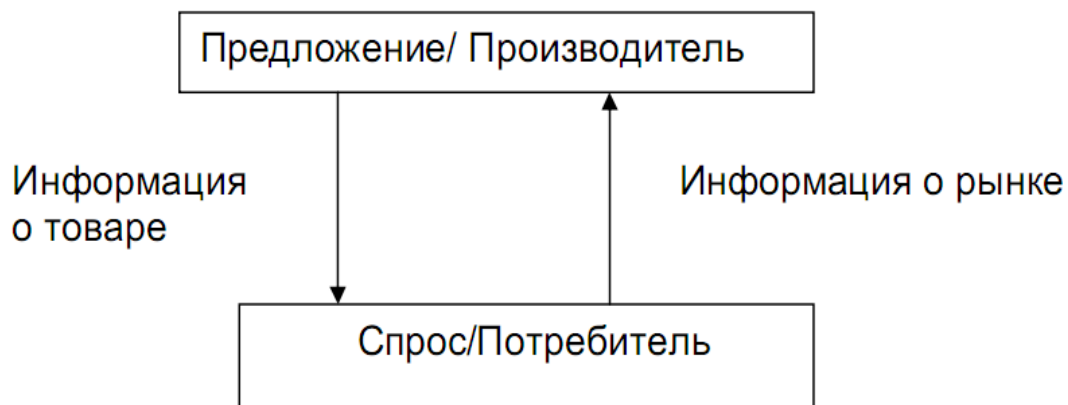 Предложение/ Производитель
Информация
о товаре
Информация о рынке
Спрос/Потребитель